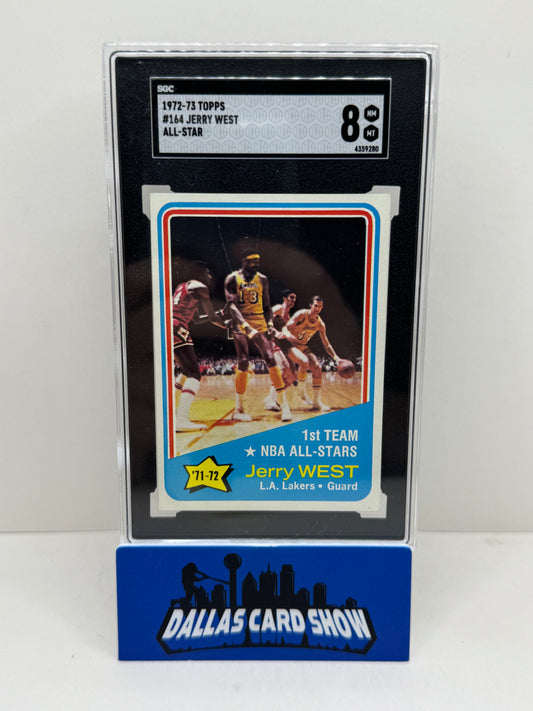 SGC
1972-73 TOPPS
#164 JERRY WEST
ALL-STAR
8 NM
MT
4359280
13
1st TEAM
★ NBA ALL-STARS
'71-72
Jerry WEST
L.A. Lakers • Guard
DALLAS CARD SHOW